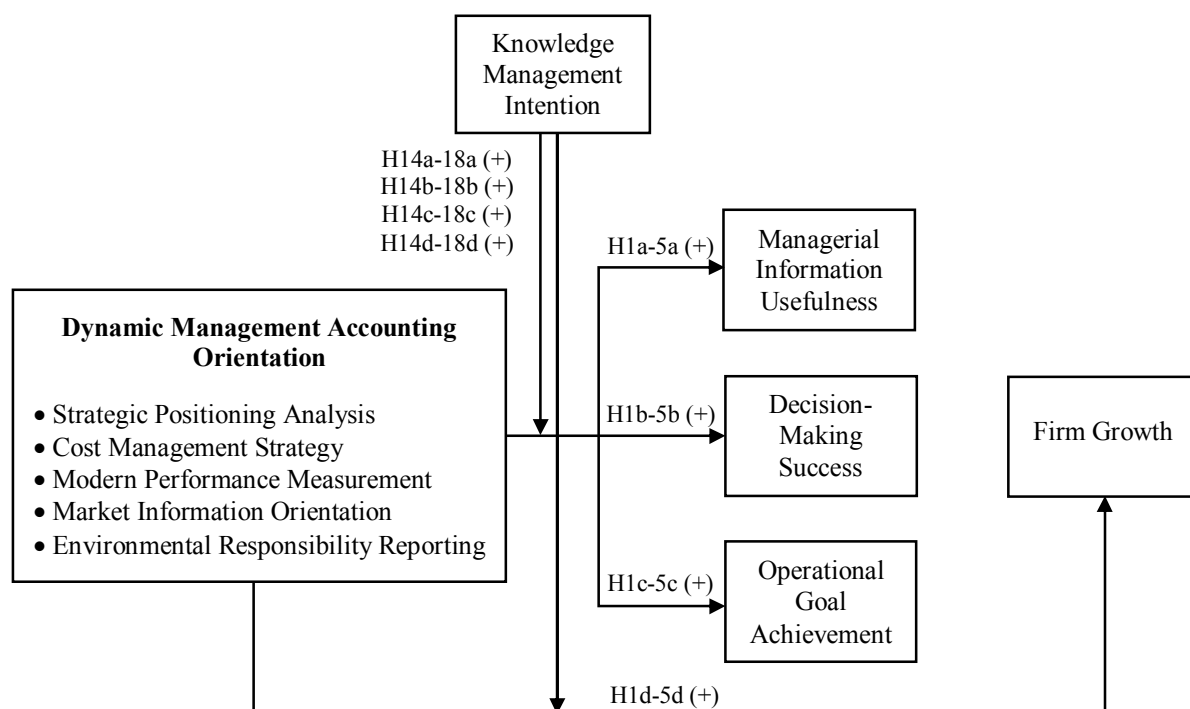 Knowledge
Management
Intention
H14a-18a (+)
H14b-18b (+)
H14c-18c (+)
H14d-18d (+)
H1a-5a (+)
Managerial
Information
Usefulness
Dynamic Management Accounting
Orientation
• Strategic Positioning Analysis
• Cost Management Strategy
• Modern Performance Measurement
• Market Information Orientation
• Environmental Responsibility Reporting
H1b-5b (+)
Decision-
Making
Success
Firm Growth
H1c-5c (+)
Operational
Goal
Achievement
H1d-5d (+)